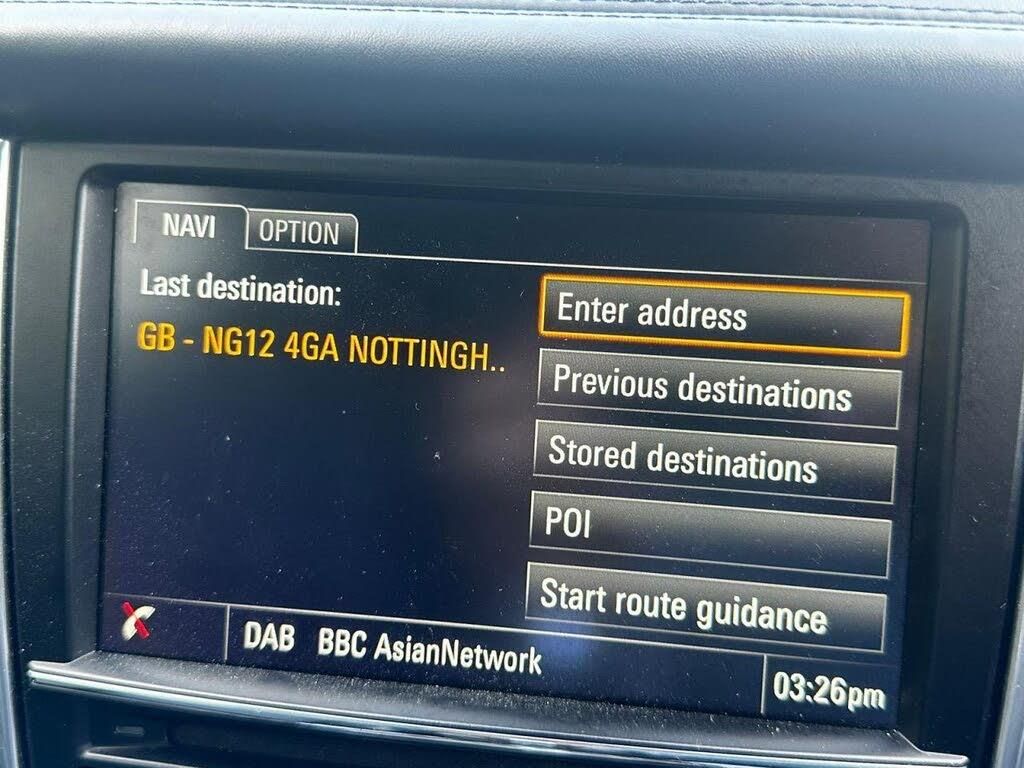 NAVI OPTION
Last destination:
GB - NG12 4GA NOTTINGH..
Enter address
Previous destinations
Stored destinations
POI
Start route guidance
DAB BBC AsianNetwork
03:26pm